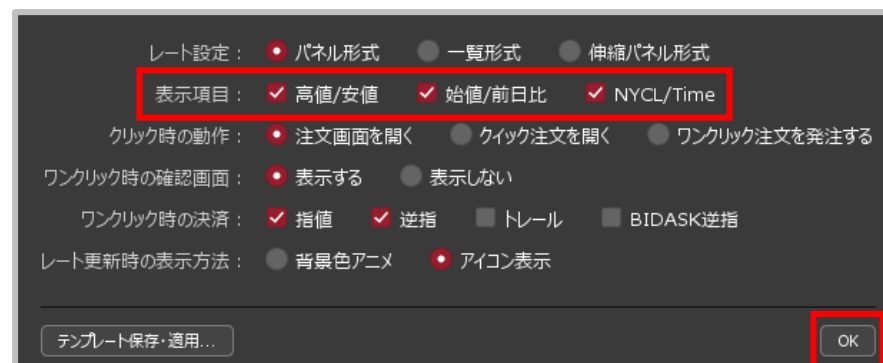 レート設定： パネル形式 一覧形式 伸縮パネル形式
表示項目： 高値/安値 始値/前日比 NYCL/Time
クリック時の動作： 注文画面を開く クイック注文を開く ワンクリック注文を発注する
ワンクリック時の確認画面： 表示する 表示しない
ワンクリック時の決済： 指値 逆指 トレール BIDASK逆指
レート更新時の表示方法： 背景色アニメ アイコン表示
テンプレート保存･適用... OK